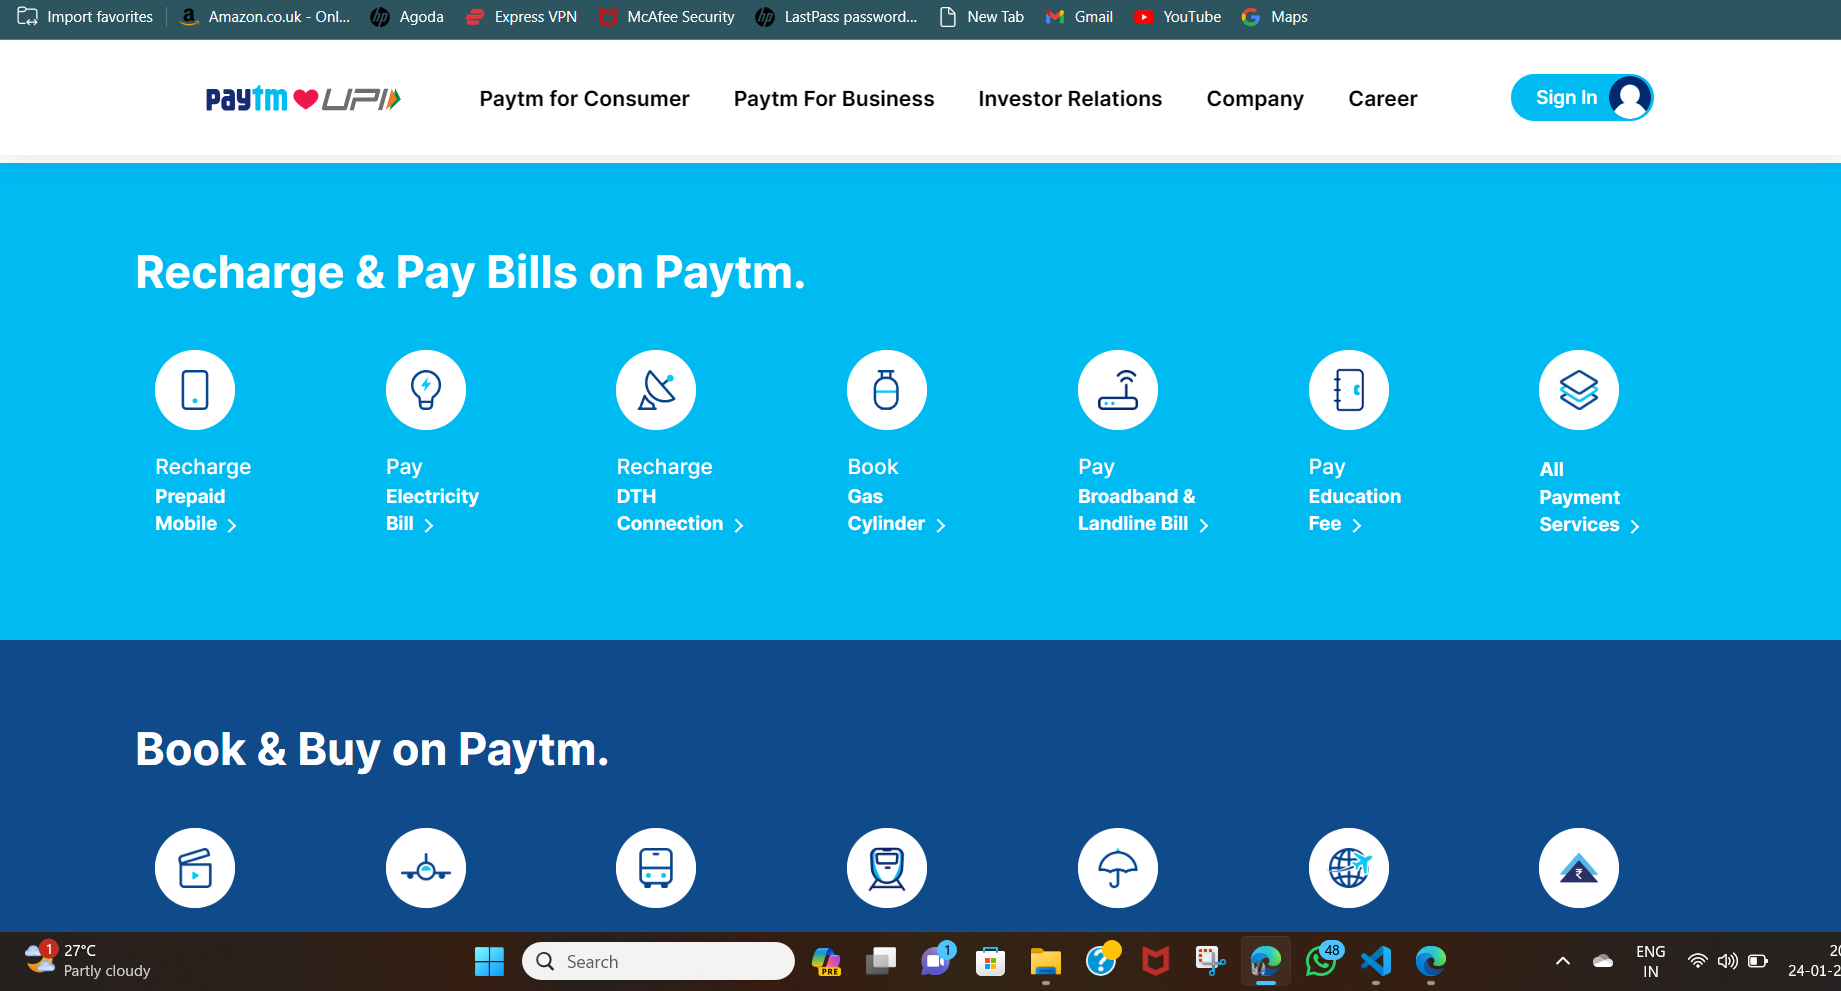 Import favorites
Amazon.co.uk - Onl...
Agoda
Express VPN
McAfee Security
LastPass password...
New Tab
Gmail
YouTube
Maps
paytm UPI
Paytm for Consumer
Paytm For Business
Investor Relations
Company
Career
Sign In
Recharge & Pay Bills on Paytm.
Recharge
Prepaid
Mobile
Pay
Electricity
Bill
Recharge
DTH
Connection
Book
Gas
Cylinder
Pay
Broadband &
Landline Bill
Pay
Education
Fee
All
Payment
Services
Book & Buy on Paytm.
₹
1
27°C
Partly cloudy
Search
PRE
1
48
ENG
IN
20
24-01-2